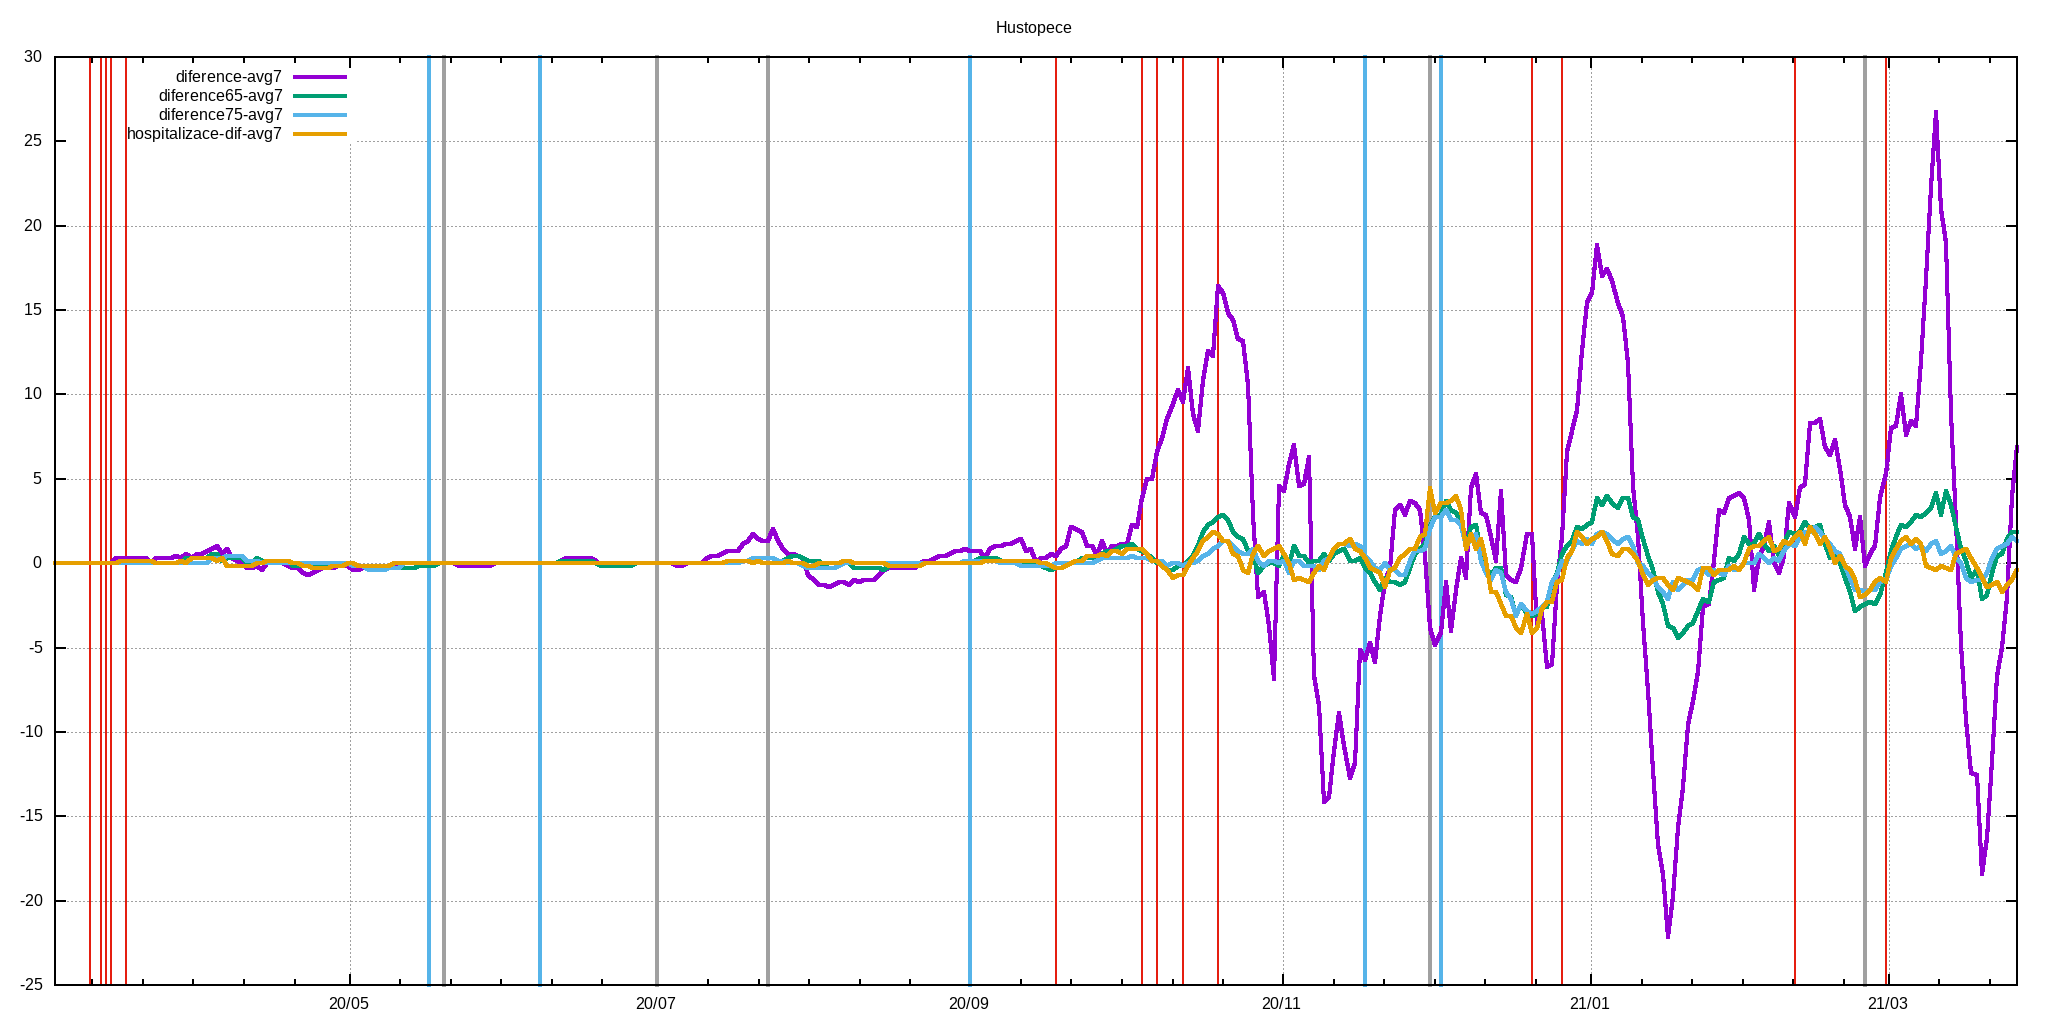 Hustopece
30
25
20
15
10
5
0
-5
-10
-15
-20
-25
diference-avg7
diference65-avg7
diference75-avg7
hospitalizace-dif-avg7
20/05 20/07 20/09 20/11 21/01 21/03